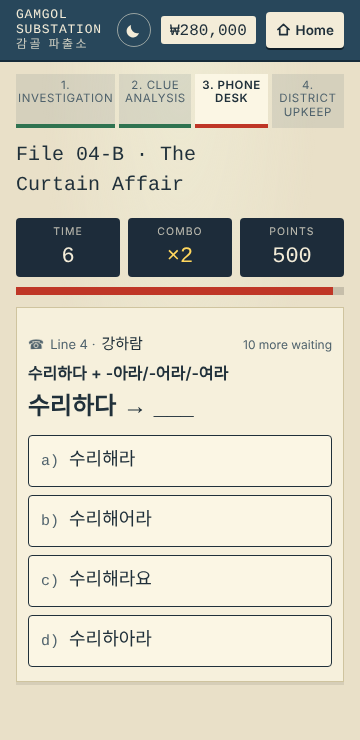 GAMGOL
SUBSTATION
감골 파출소
₩280,000
Home
1. INVESTIGATION
2. CLUE ANALYSIS
3. PHONE DESK
4. DISTRICT UPKEEP
File 04-B · The
Curtain Affair
TIME
6
COMBO
×2
POINTS
500
☎ Line 4 · 강하람
10 more waiting
수리하다 + -아라/-어라/-여라
수리하다 → ___
a) 수리해라
b) 수리해어라
c) 수리해라요
d) 수리하아라